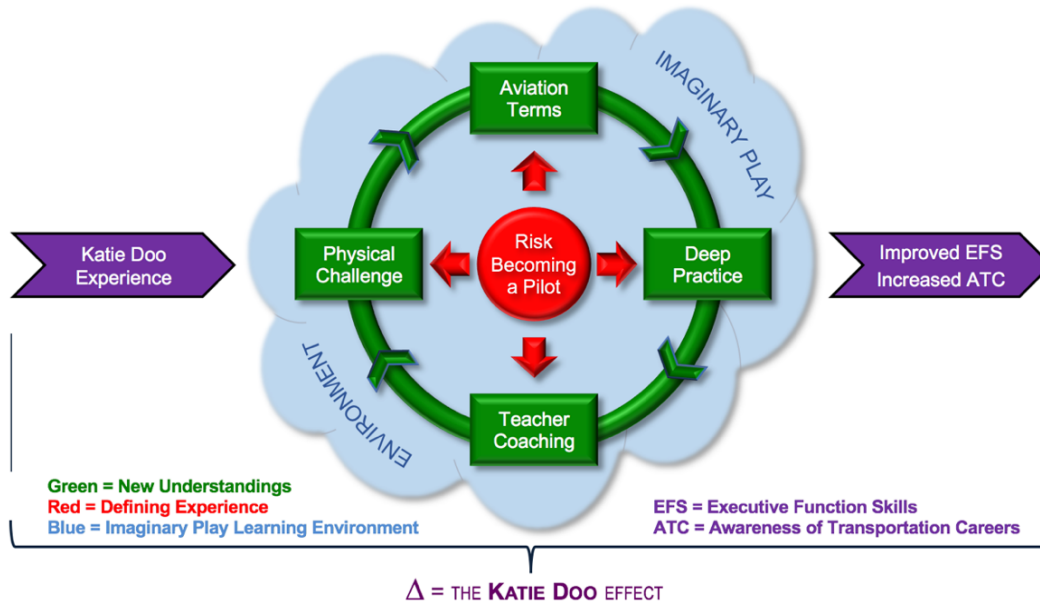 Aviation
Terms
IMAGINARY PLAY
Katie Doo
Experience
Physical
Challenge
Risk
Becoming
a Pilot
Deep
Practice
Improved EFS
Increased ATC
ENVIRONMENT
Teacher
Coaching
Green = New Understandings
Red = Defining Experience
Blue = Imaginary Play Learning Environment
EFS = Executive Function Skills
ATC = Awareness of Transportation Careers
Δ = THE KATIE DOO EFFECT